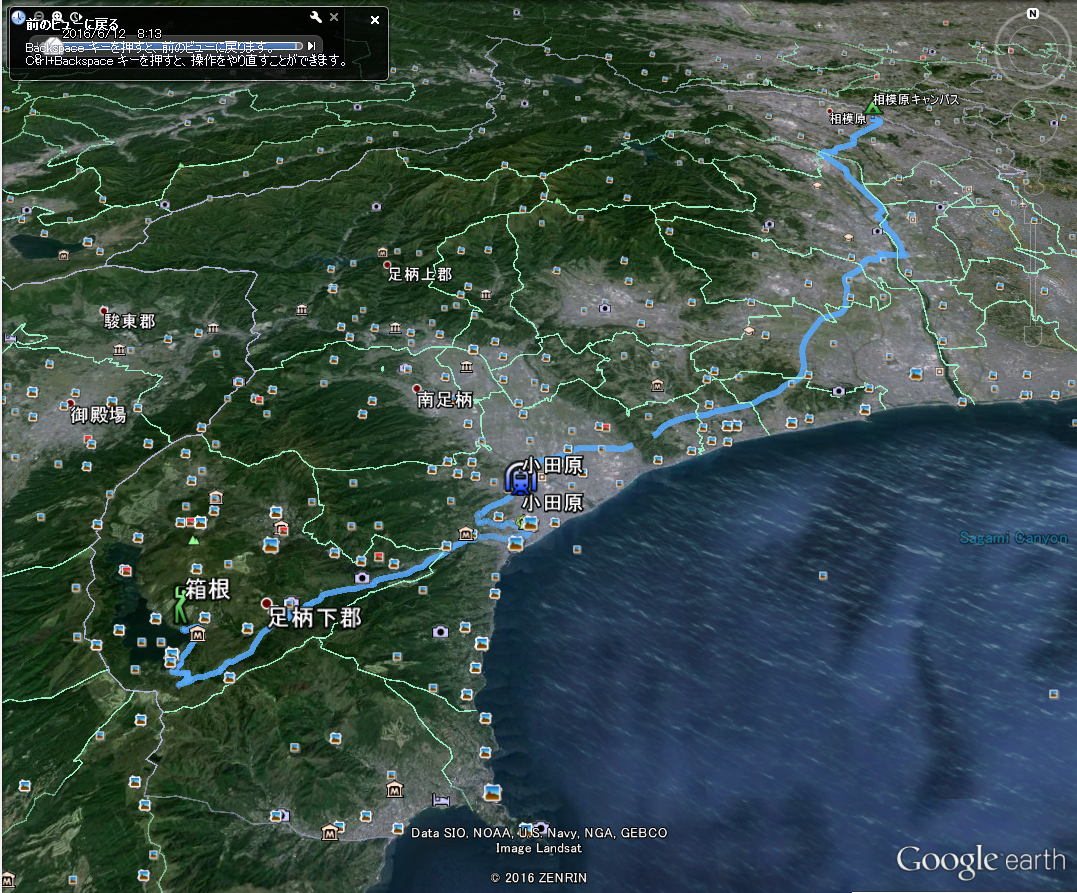 前のビューに戻る
2016/6/12 8:13
Backspace キーを押すと、前のビューに戻ります。
Ctrl+Backspace キーを押すと、操作をやり直すことができます。
N
相模原キャンパス
相模原
足柄上郡
駿東郡
南足柄
御殿場
小田原
小田原
Sagami Canyon
箱根
足柄下郡
Data SIO, NOAA, U.S. Navy, NGA, GEBCO
Image Landsat
© 2016 ZENRIN
Google earth